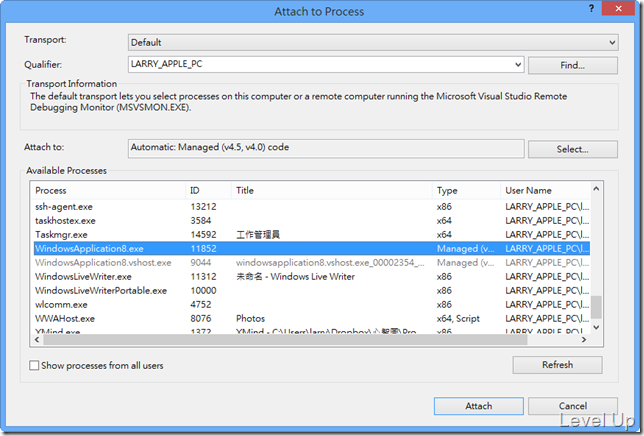 Attach to Process
?
Transport: Default
Qualifier: LARRY_APPLE_PC Find...
Transport Information
The default transport lets you select processes on this computer or a remote computer running the Microsoft Visual Studio Remote
Debugging Monitor (MSVSMON.EXE).
Attach to: Automatic: Managed (v4.5, v4.0) code Select...
Available Processes
Process ID Title Type User Name
ssh-agent.exe 13212 x86 LARRY_APPLE_PC\l...
taskhostex.exe 3584 x64 LARRY_APPLE_PC\l...
Taskmgr.exe 14592 工作管理員 x64 LARRY_APPLE_PC\l...
WindowsApplication8.exe 11852 Managed (v... LARRY_APPLE_PC\l...
WindowsApplication8.vshost.exe 9044 windowsapplication8.vshost.exe_00002354_... Managed (v... LARRY_APPLE_PC\l...
WindowsLiveWriter.exe 11312 未命名 - Windows Live Writer x86 LARRY_APPLE_PC\l...
WindowsLiveWriterPortable.exe 10000 x86 LARRY_APPLE_PC\l...
wlcomm.exe 4752 x86 LARRY_APPLE_PC\l...
WWAHost.exe 8076 Photos x64, Script LARRY_APPLE_PC\l...
XMind.exe 1372 XMind - C:\Users\larry\Dropbox\心智圖\Pro... x86 LARRY_APPLE_PC\l...
Show processes from all users Refresh
Attach Cancel
Level Up